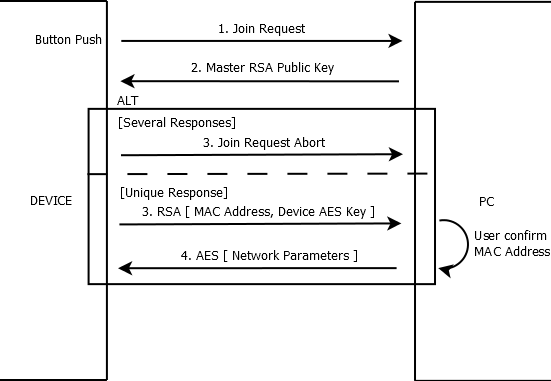 1. Join Request
Button Push
2. Master RSA Public Key
ALT
[Several Responses]
3. Join Request Abort
[Unique Response]
DEVICE
PC
3. RSA [ MAC Address, Device AES Key ]
User confirm
MAC Address
4. AES [ Network Parameters ]